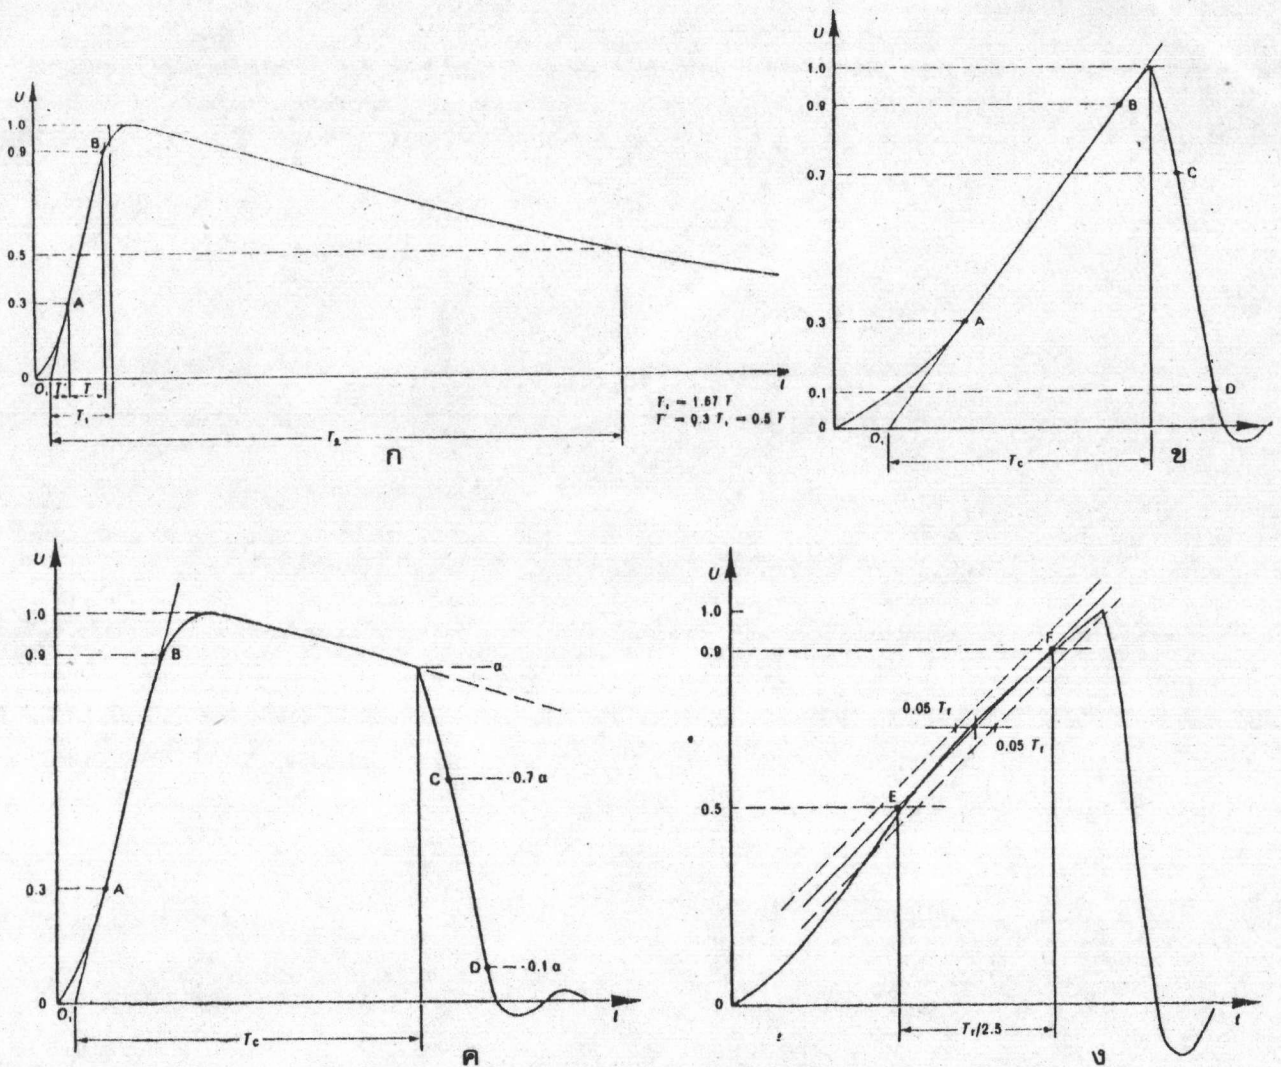 U
1.0
B
0.9
0.5
0.3
A
0
O₁
T'
T
T₁
t
T₁ = 1.67 T
T' = 0.3 T₁ = 0.5 T
T₂
ก
U
1.0
0.9
B
0.7
C
0.3
A
0.1
D
0
O₁
t
Tc
ข
U
1.0
0.9
B
α
C
0.7 α
0.3
A
D
0.1 α
0
O₁
t
Tc
ค
U
1.0
0.9
F
0.05 Tr
0.05 Tr
E
0.5
0
t
Tr/2.5
ง